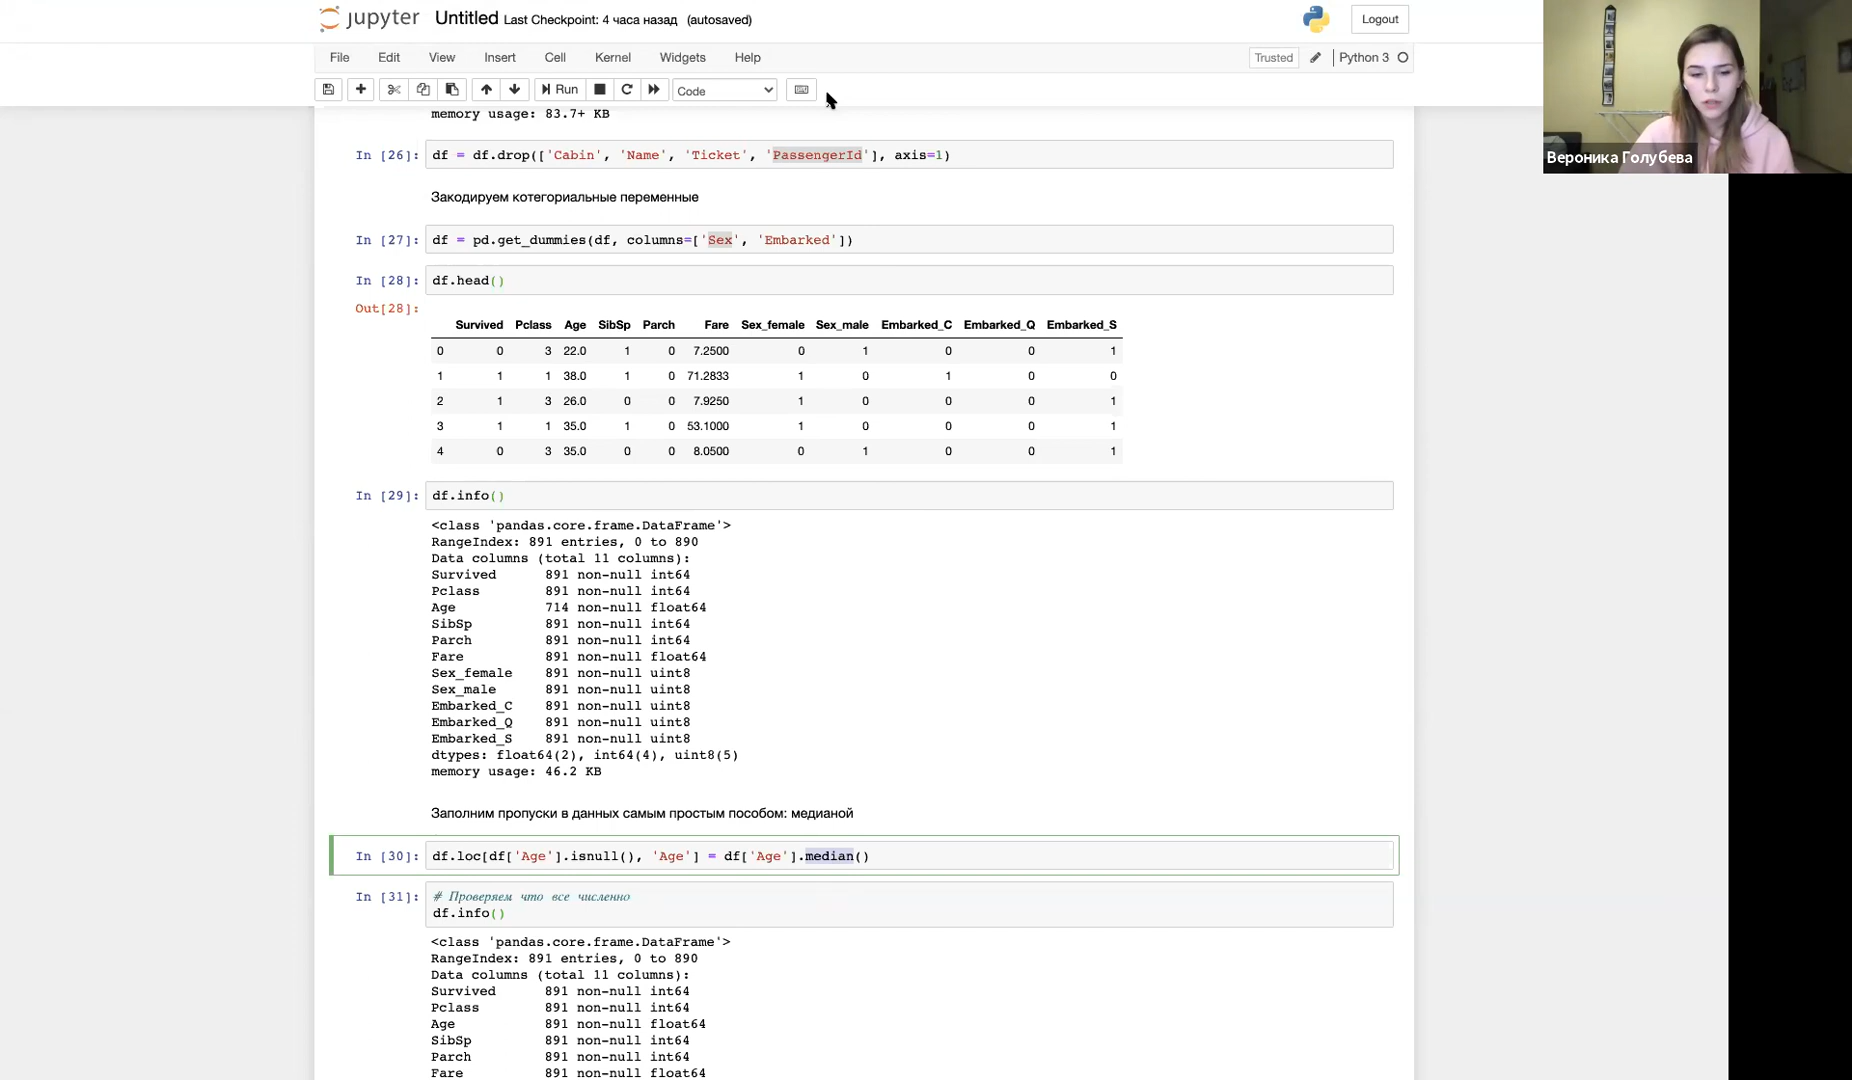 jupyter Untitled Last Checkpoint: 4 часа назад (autosaved) Logout
File Edit View Insert Cell Kernel Widgets Help Trusted Python 3
Run Code
memory usage: 83.7+ KB
In [26]: df = df.drop(['Cabin', 'Name', 'Ticket', 'PassengerId'], axis=1)
Закодируем котегориальные переменные
In [27]: df = pd.get_dummies(df, columns=['Sex', 'Embarked'])
In [28]: df.head()
Out[28]:
Survived Pclass Age SibSp Parch Fare Sex_female Sex_male Embarked_C Embarked_Q Embarked_S
0 0 3 22.0 1 0 7.2500 0 1 0 0 1
1 1 1 38.0 1 0 71.2833 1 0 1 0 0
2 1 3 26.0 0 0 7.9250 1 0 0 0 1
3 1 1 35.0 1 0 53.1000 1 0 0 0 1
4 0 3 35.0 0 0 8.0500 0 1 0 0 1
In [29]: df.info()
<class 'pandas.core.frame.DataFrame'>
RangeIndex: 891 entries, 0 to 890
Data columns (total 11 columns):
Survived 891 non-null int64
Pclass 891 non-null int64
Age 714 non-null float64
SibSp 891 non-null int64
Parch 891 non-null int64
Fare 891 non-null float64
Sex_female 891 non-null uint8
Sex_male 891 non-null uint8
Embarked_C 891 non-null uint8
Embarked_Q 891 non-null uint8
Embarked_S 891 non-null uint8
dtypes: float64(2), int64(4), uint8(5)
memory usage: 46.2 KB
Заполним пропуски в данных самым простым пособом: медианой
In [30]: df.loc[df['Age'].isnull(), 'Age'] = df['Age'].median()
In [31]: # Проверяем что все численно
df.info()
<class 'pandas.core.frame.DataFrame'>
RangeIndex: 891 entries, 0 to 890
Data columns (total 11 columns):
Survived 891 non-null int64
Pclass 891 non-null int64
Age 891 non-null float64
SibSp 891 non-null int64
Parch 891 non-null int64
Fare 891 non-null float64
Вероника Голубева